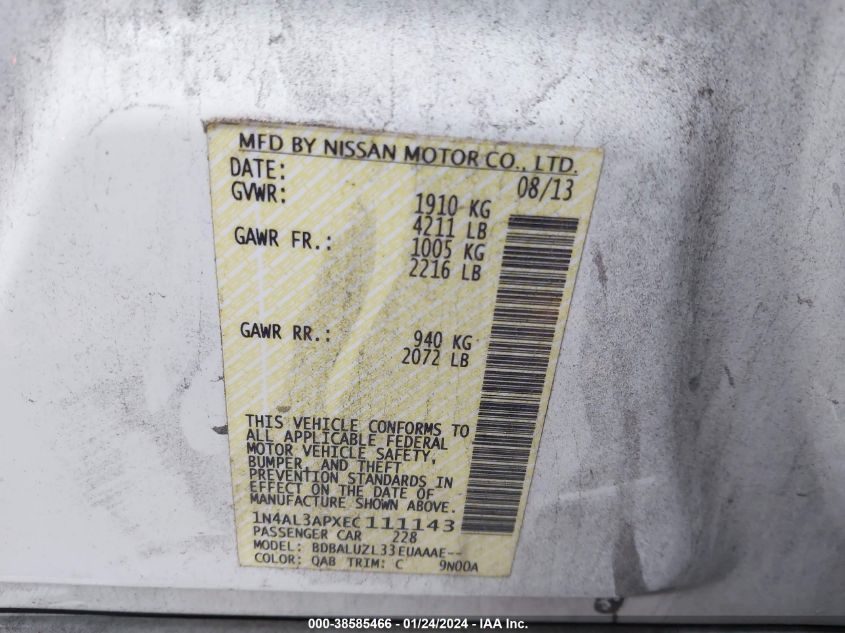 MFD BY NISSAN MOTOR CO., LTD.
DATE: 08/13
GVWR: 1910 KG
4211 LB
GAWR FR.: 1005 KG
2216 LB
GAWR RR.: 940 KG
2072 LB
THIS VEHICLE CONFORMS TO
ALL APPLICABLE FEDERAL
MOTOR VEHICLE SAFETY,
BUMPER, AND THEFT
PREVENTION STANDARDS IN
EFFECT ON THE DATE OF
MANUFACTURE SHOWN ABOVE.
1N4AL3APXEC111143
PASSENGER CAR 228
MODEL: BDBALUZL33EUAAAE--
COLOR: QAB TRIM: C 9N00A
000-38585466 - 01/24/2024 - IAA Inc.